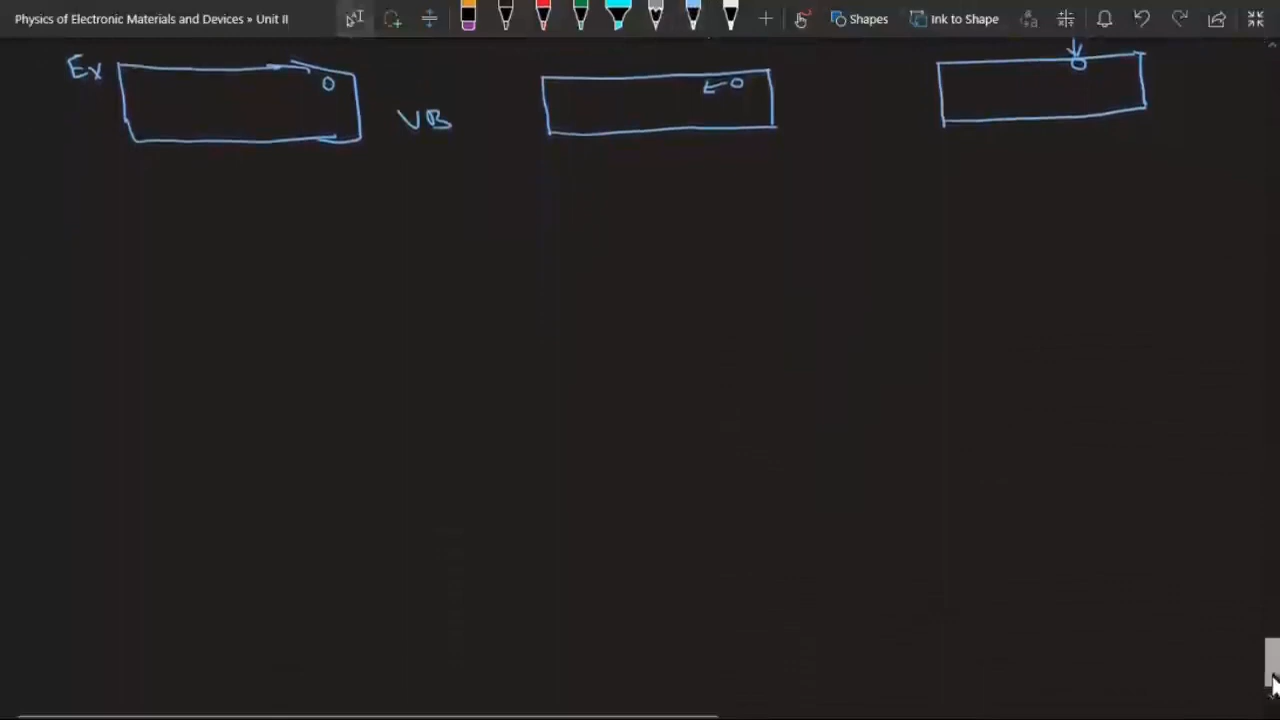 Physics of Electronic Materials and Devices » Unit II
Shapes
Ink to Shape
Ex
VB